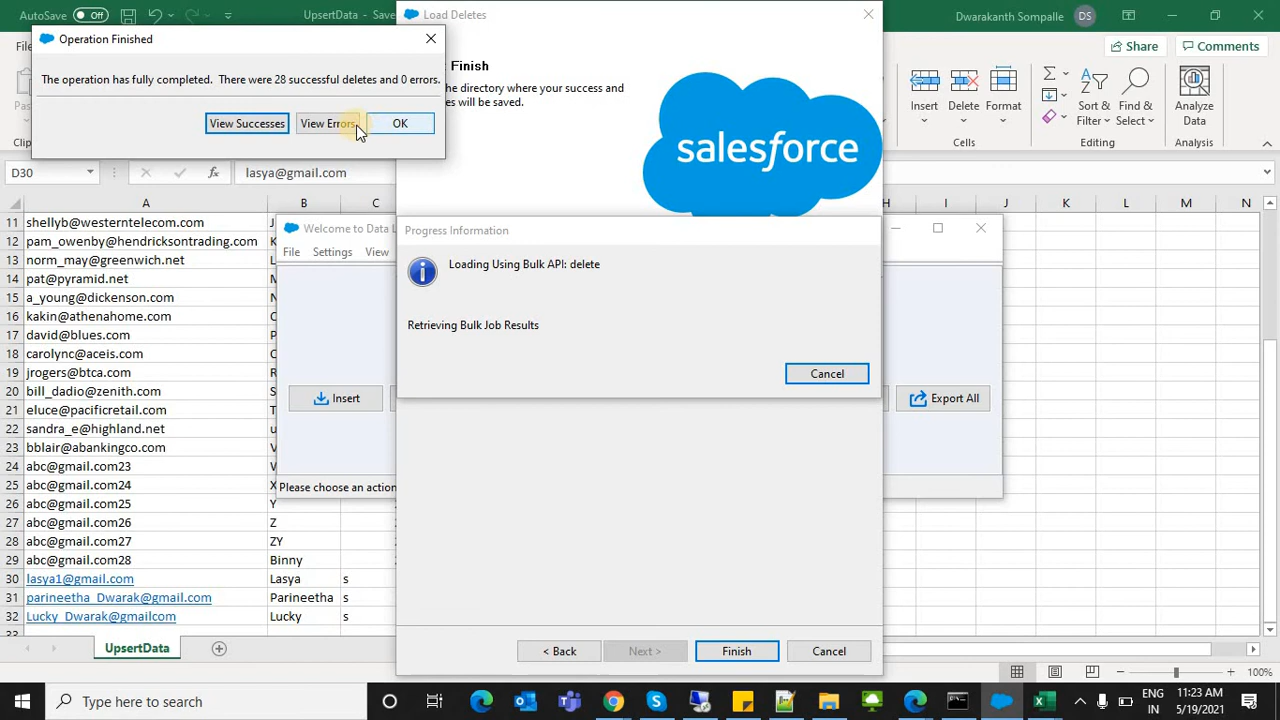 AutoSave Off UpsertData
Dwarakanth Sompalle DS
Load Deletes
Operation Finished
The operation has fully completed. There were 28 successful deletes and 0 errors.
View Successes View Errors OK
Finish
the directory where your success and
es will be saved.
salesforce
Share Comments
Insert Delete Format
Sort & Filter Find & Select
Analyze Data
Cells Editing Analysis
D30 fx lasya@gmail.com
A B C H I J K L M N
11 shellyb@westerntelecom.com J
12 pam_owenby@hendricksontrading.com K
13 norm_may@greenwich.net
14 pat@pyramid.net
15 a_young@dickenson.com
16 kakin@athenahome.com
17 david@blues.com P
18 carolync@aceis.com
19 jrogers@btca.com
20 bill_dadio@zenith.com S
21 eluce@pacificretail.com T
22 sandra_e@highland.net u
23 bblair@abankingco.com
24 abc@gmail.com23 V
25 abc@gmail.com24 X
26 abc@gmail.com25 Y
27 abc@gmail.com26 Z
28 abc@gmail.com27 ZY
29 abc@gmail.com28 Binny
30 lasya1@gmail.com Lasya s
31 parineetha_Dwarak@gmail.com Parineetha s
32 Lucky_Dwarak@gmailcom Lucky s
33
Welcome to Data L
File Settings View
Progress Information
Loading Using Bulk API: delete
Retrieving Bulk Job Results
Cancel
Insert Export All
Please choose an action
< Back Next > Finish Cancel
UpsertData
100%
Type here to search
ENG
IN
11:23 AM
5/19/2021